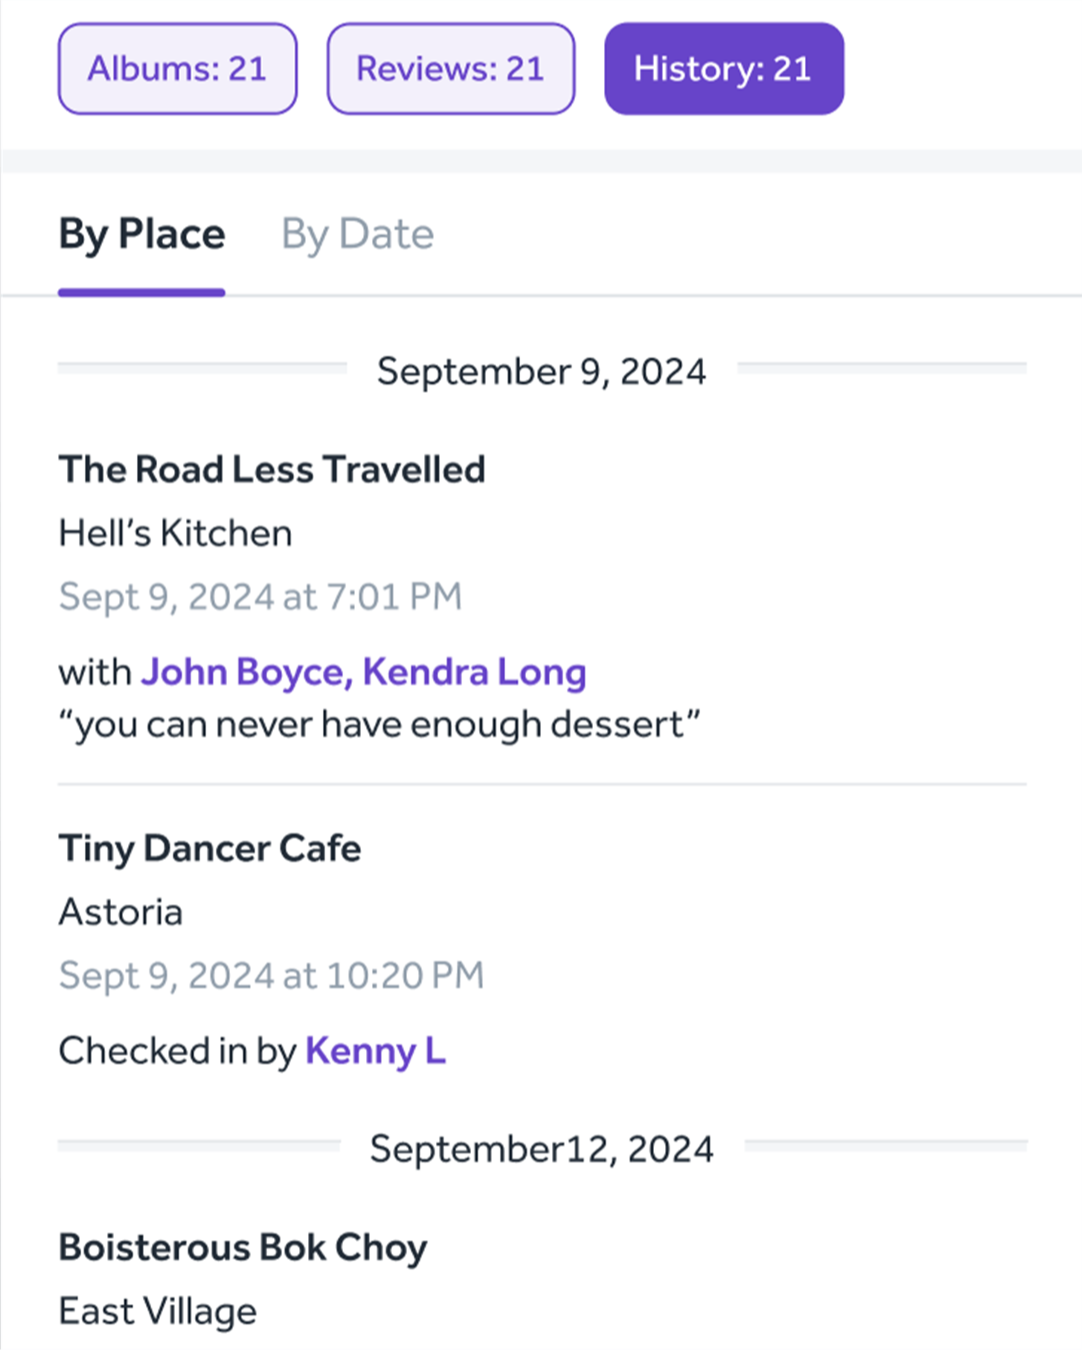 Albums: 21
Reviews: 21
History: 21
By Place
By Date
September 9, 2024
The Road Less Travelled
Hell’s Kitchen
Sept 9, 2024 at 7:01 PM
with John Boyce, Kendra Long
“you can never have enough dessert”
Tiny Dancer Cafe
Astoria
Sept 9, 2024 at 10:20 PM
Checked in by Kenny L
September12, 2024
Boisterous Bok Choy
East Village